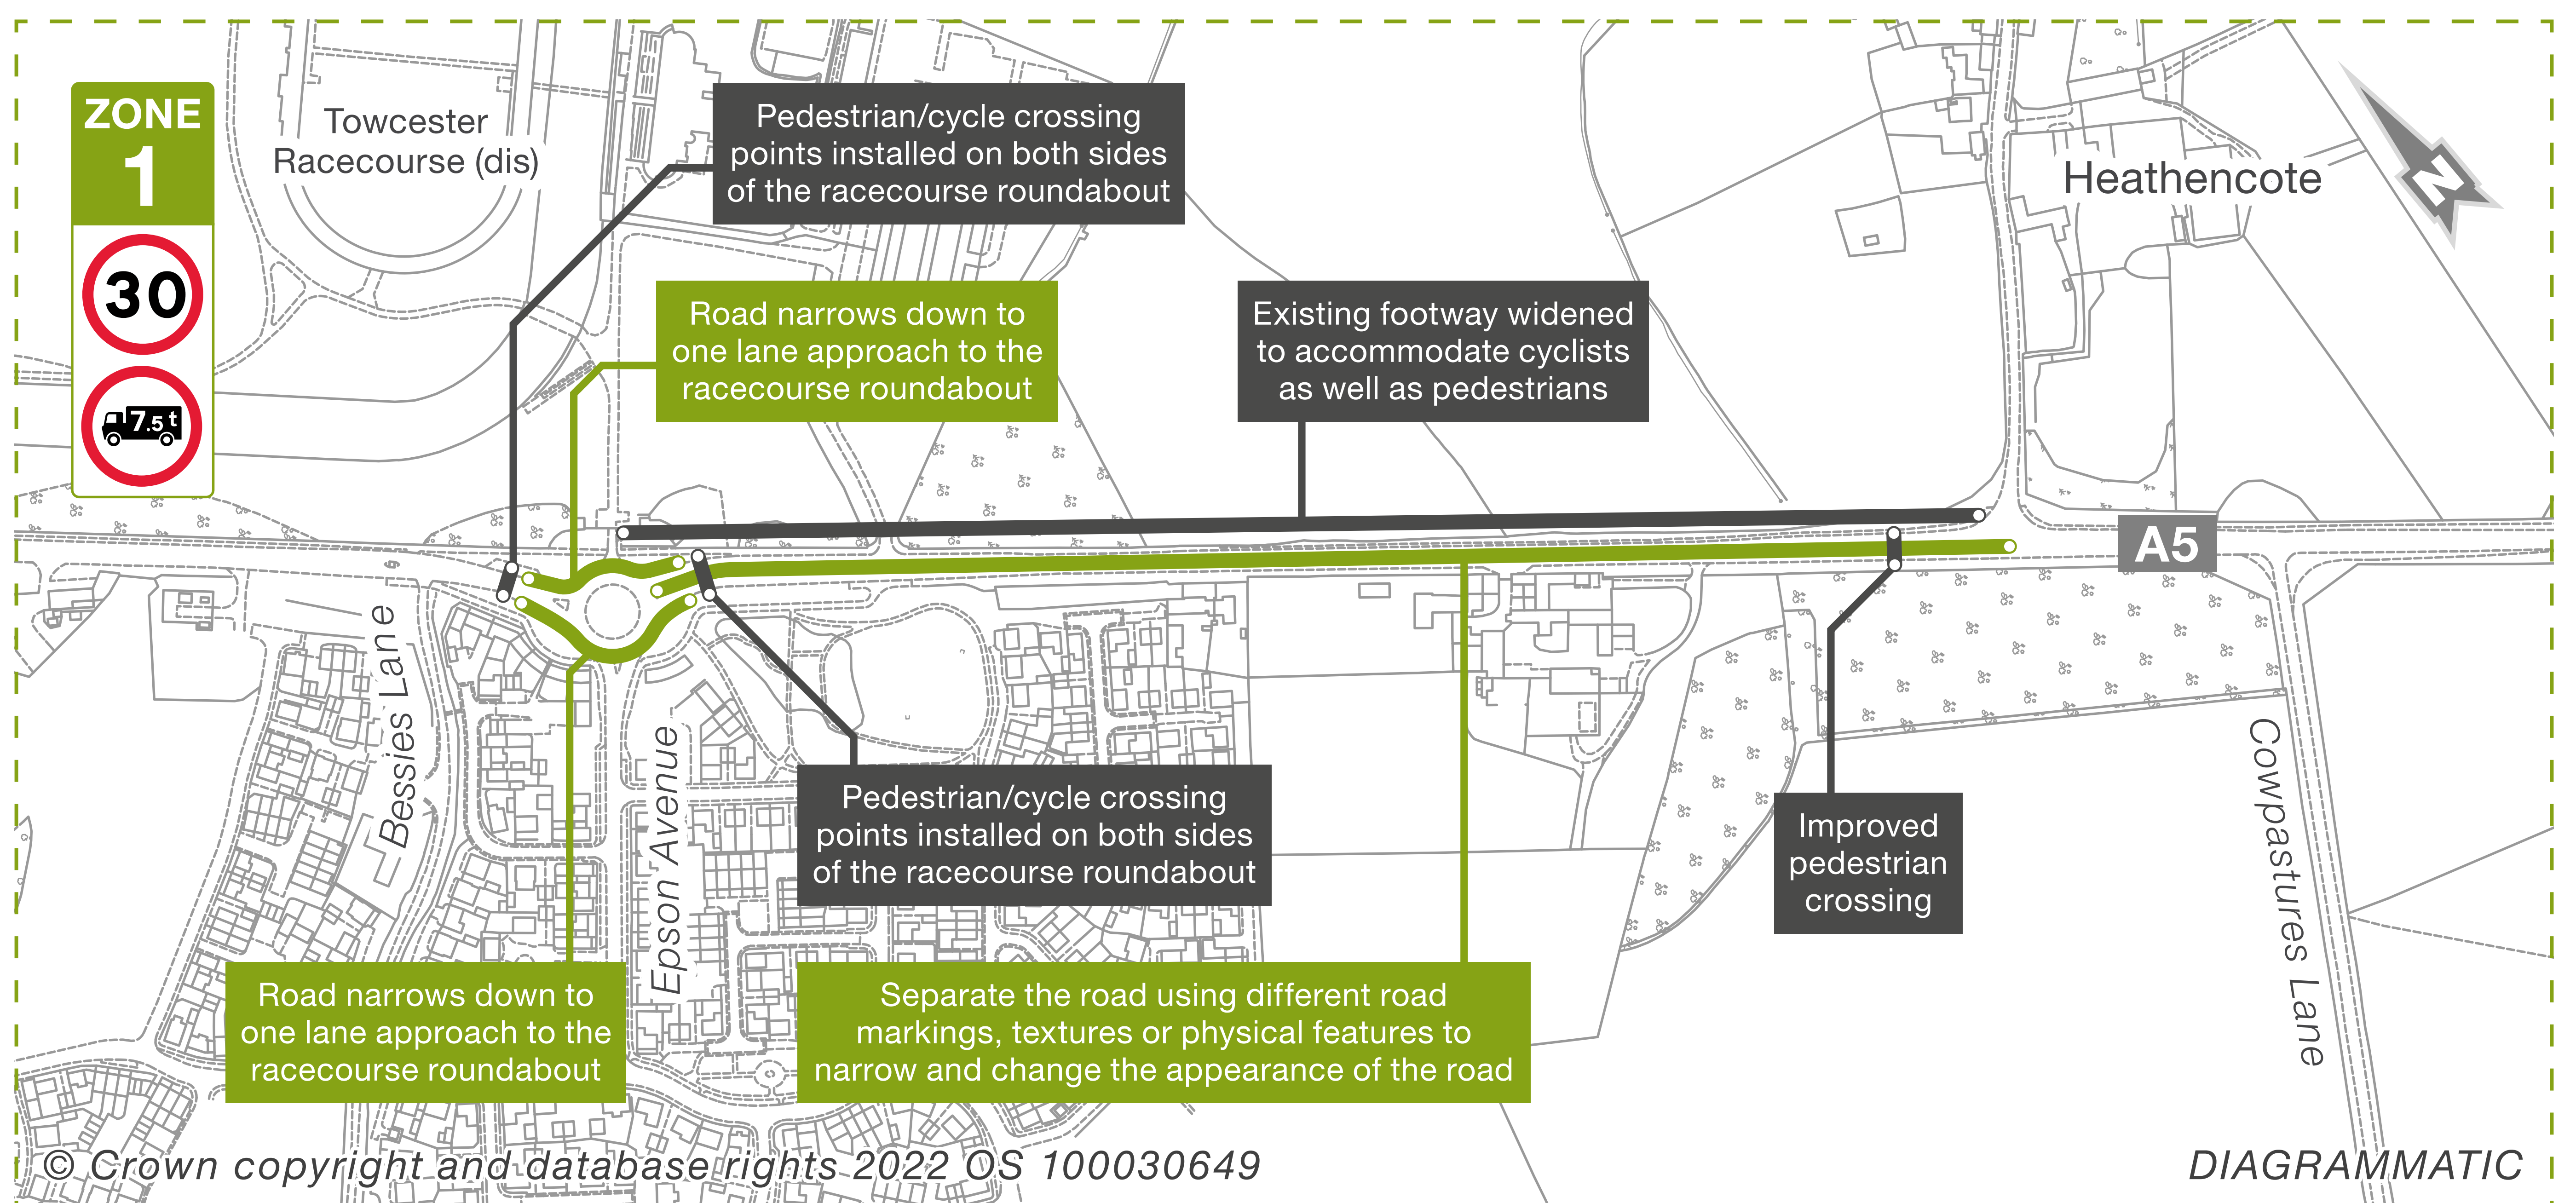 ZONE
1
30
7.5 t
Towcester
Racecourse (dis)
Pedestrian/cycle crossing
points installed on both sides
of the racecourse roundabout
Heathencote
N
Road narrows down to
one lane approach to the
racecourse roundabout
Existing footway widened
to accommodate cyclists
as well as pedestrians
A5
Bessies Lane
Epson Avenue
Cowpastures Lane
Pedestrian/cycle crossing
points installed on both sides
of the racecourse roundabout
Improved
pedestrian
crossing
Road narrows down to
one lane approach to the
racecourse roundabout
Separate the road using different road
markings, textures or physical features to
narrow and change the appearance of the road
© Crown copyright and database rights 2022 OS 100030649
DIAGRAMMATIC